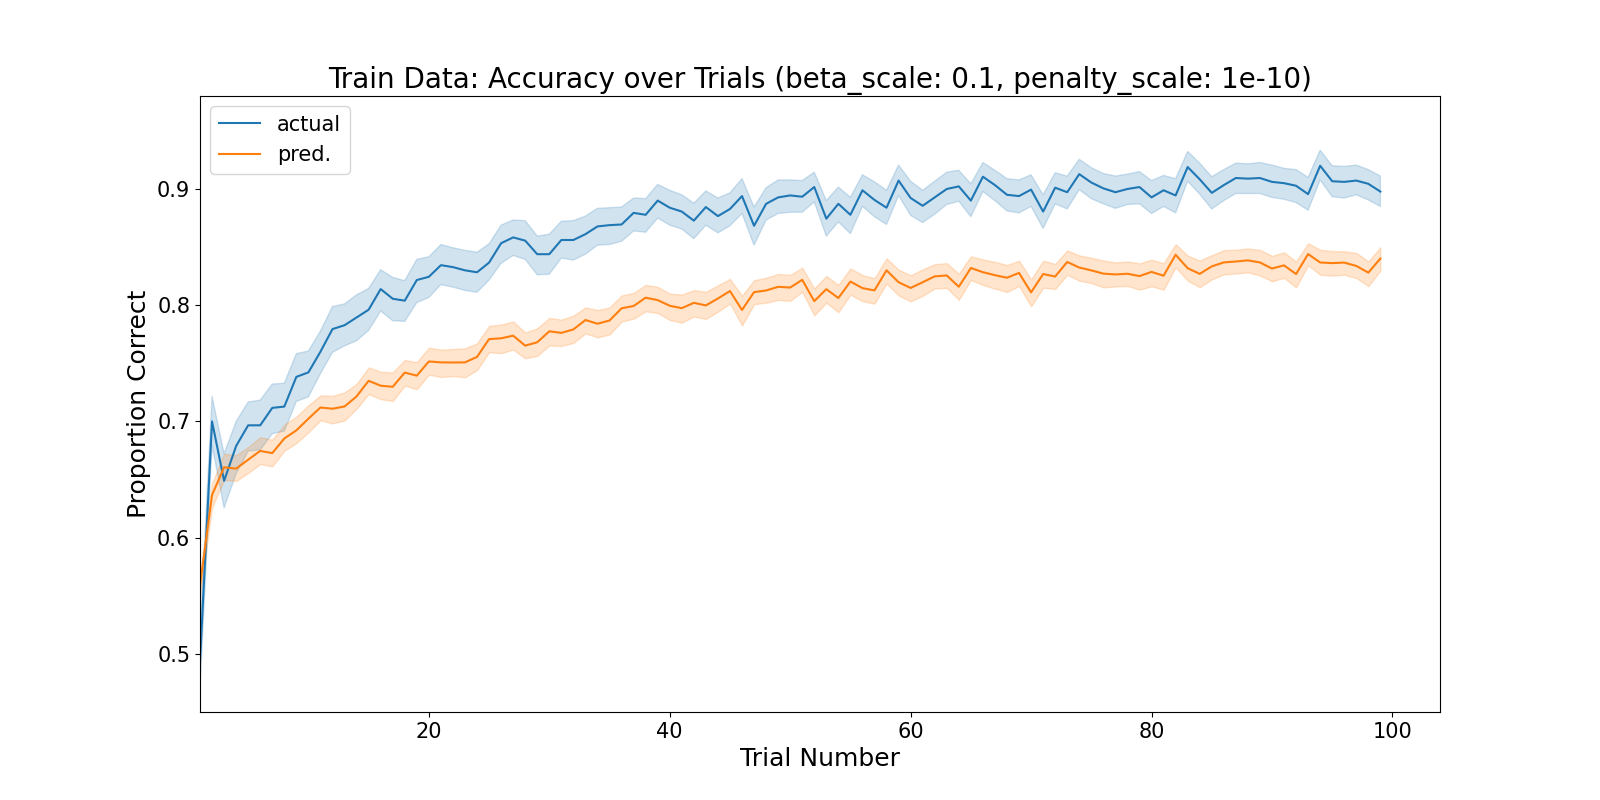 Train Data: Accuracy over Trials (beta_scale: 0.1, penalty_scale: 1e-10)
actual
pred.
0.9
0.8
0.7
0.6
0.5
Proportion Correct
20 40 60 80 100
Trial Number